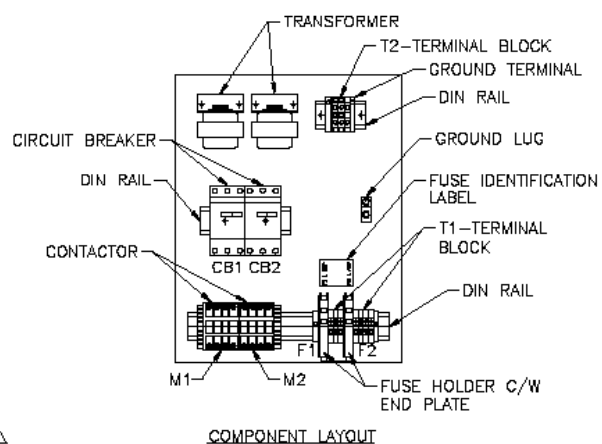 TRANSFORMER
T2-TERMINAL BLOCK
GROUND TERMINAL
DIN RAIL
CIRCUIT BREAKER
GROUND LUG
DIN RAIL
FUSE IDENTIFICATION
LABEL
T1-TERMINAL
BLOCK
CONTACTOR
CB1 CB2
DIN RAIL
F1
F2
M1
M2
FUSE HOLDER C/W
END PLATE
COMPONENT LAYOUT